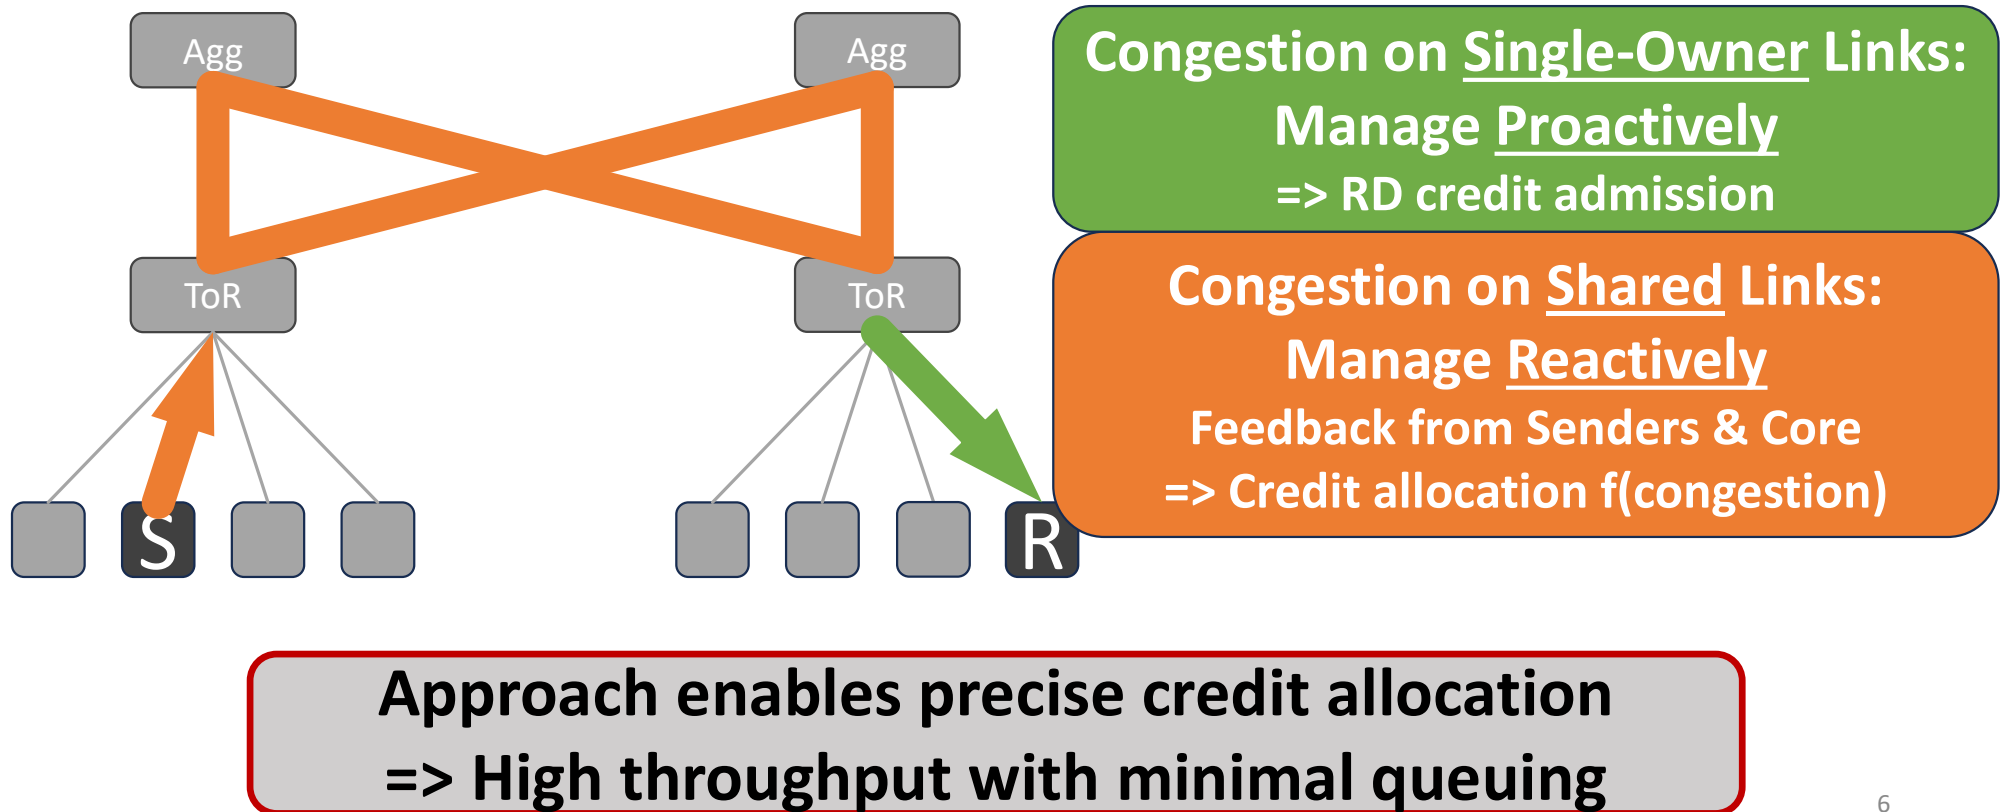 Agg
Agg
ToR
ToR
S
R
Congestion on Single-Owner Links:
Manage Proactively
=> RD credit admission
Congestion on Shared Links:
Manage Reactively
Feedback from Senders & Core
=> Credit allocation f(congestion)
Approach enables precise credit allocation
=> High throughput with minimal queuing
6